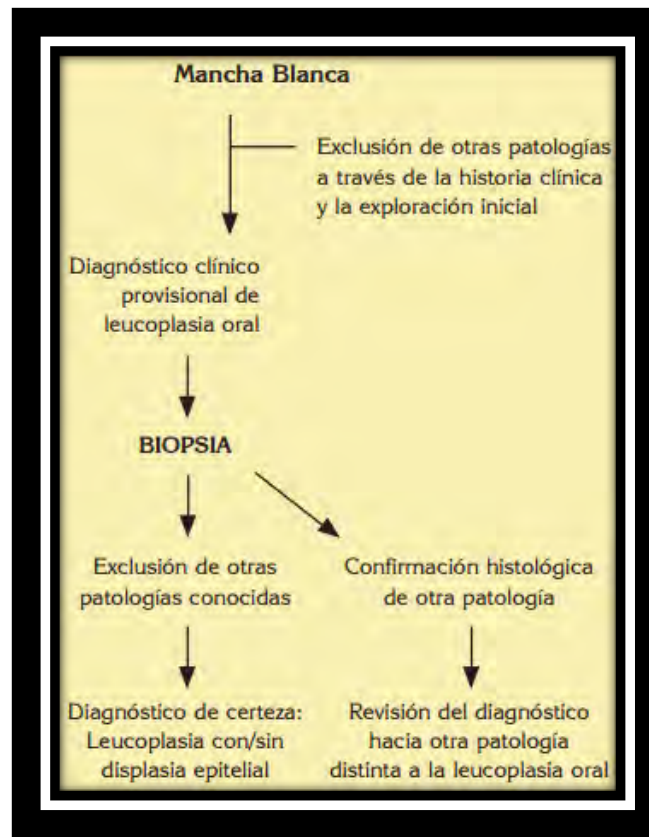 Mancha Blanca
Exclusión de otras patologías
a través de la historia clínica
y la exploración inicial
Diagnóstico clínico
provisional de
leucoplasia oral
BIOPSIA
Exclusión de otras
patologías conocidas
Confirmación histológica
de otra patología
Diagnóstico de certeza:
Leucoplasia con/sin
displasia epitelial
Revisión del diagnóstico
hacia otra patología
distinta a la leucoplasia oral